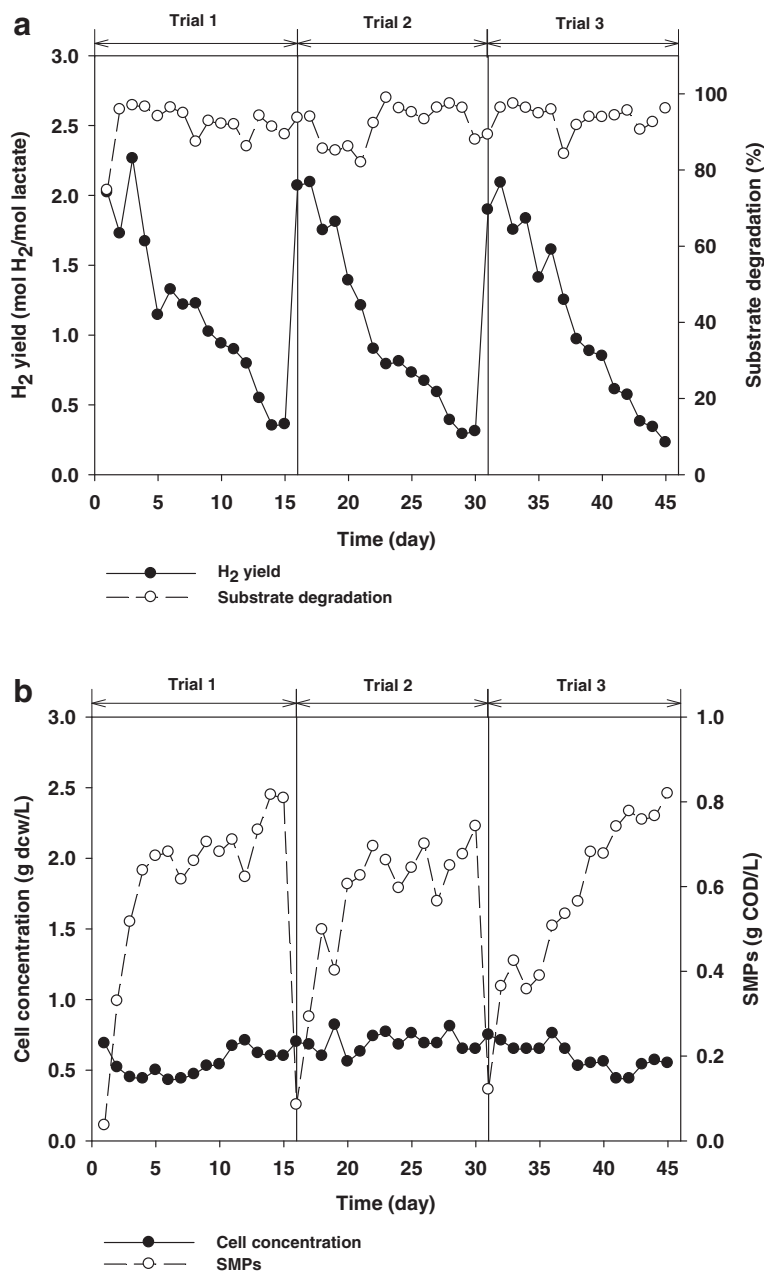 a
Trial 1 Trial 2 Trial 3
3.0
2.5
2.0
1.5
1.0
0.5
0.0
H2 yield (mol H2/mol lactate)
100
80
60
40
20
0
Substrate degradation (%)
0 5 10 15 20 25 30 35 40 45
Time (day)
H2 yield
Substrate degradation
b
Trial 1 Trial 2 Trial 3
3.0
2.5
2.0
1.5
1.0
0.5
0.0
Cell concentration (g dcw/L)
1.0
0.8
0.6
0.4
0.2
0.0
SMPs (g COD/L)
0 5 10 15 20 25 30 35 40 45
Time (day)
Cell concentration
SMPs